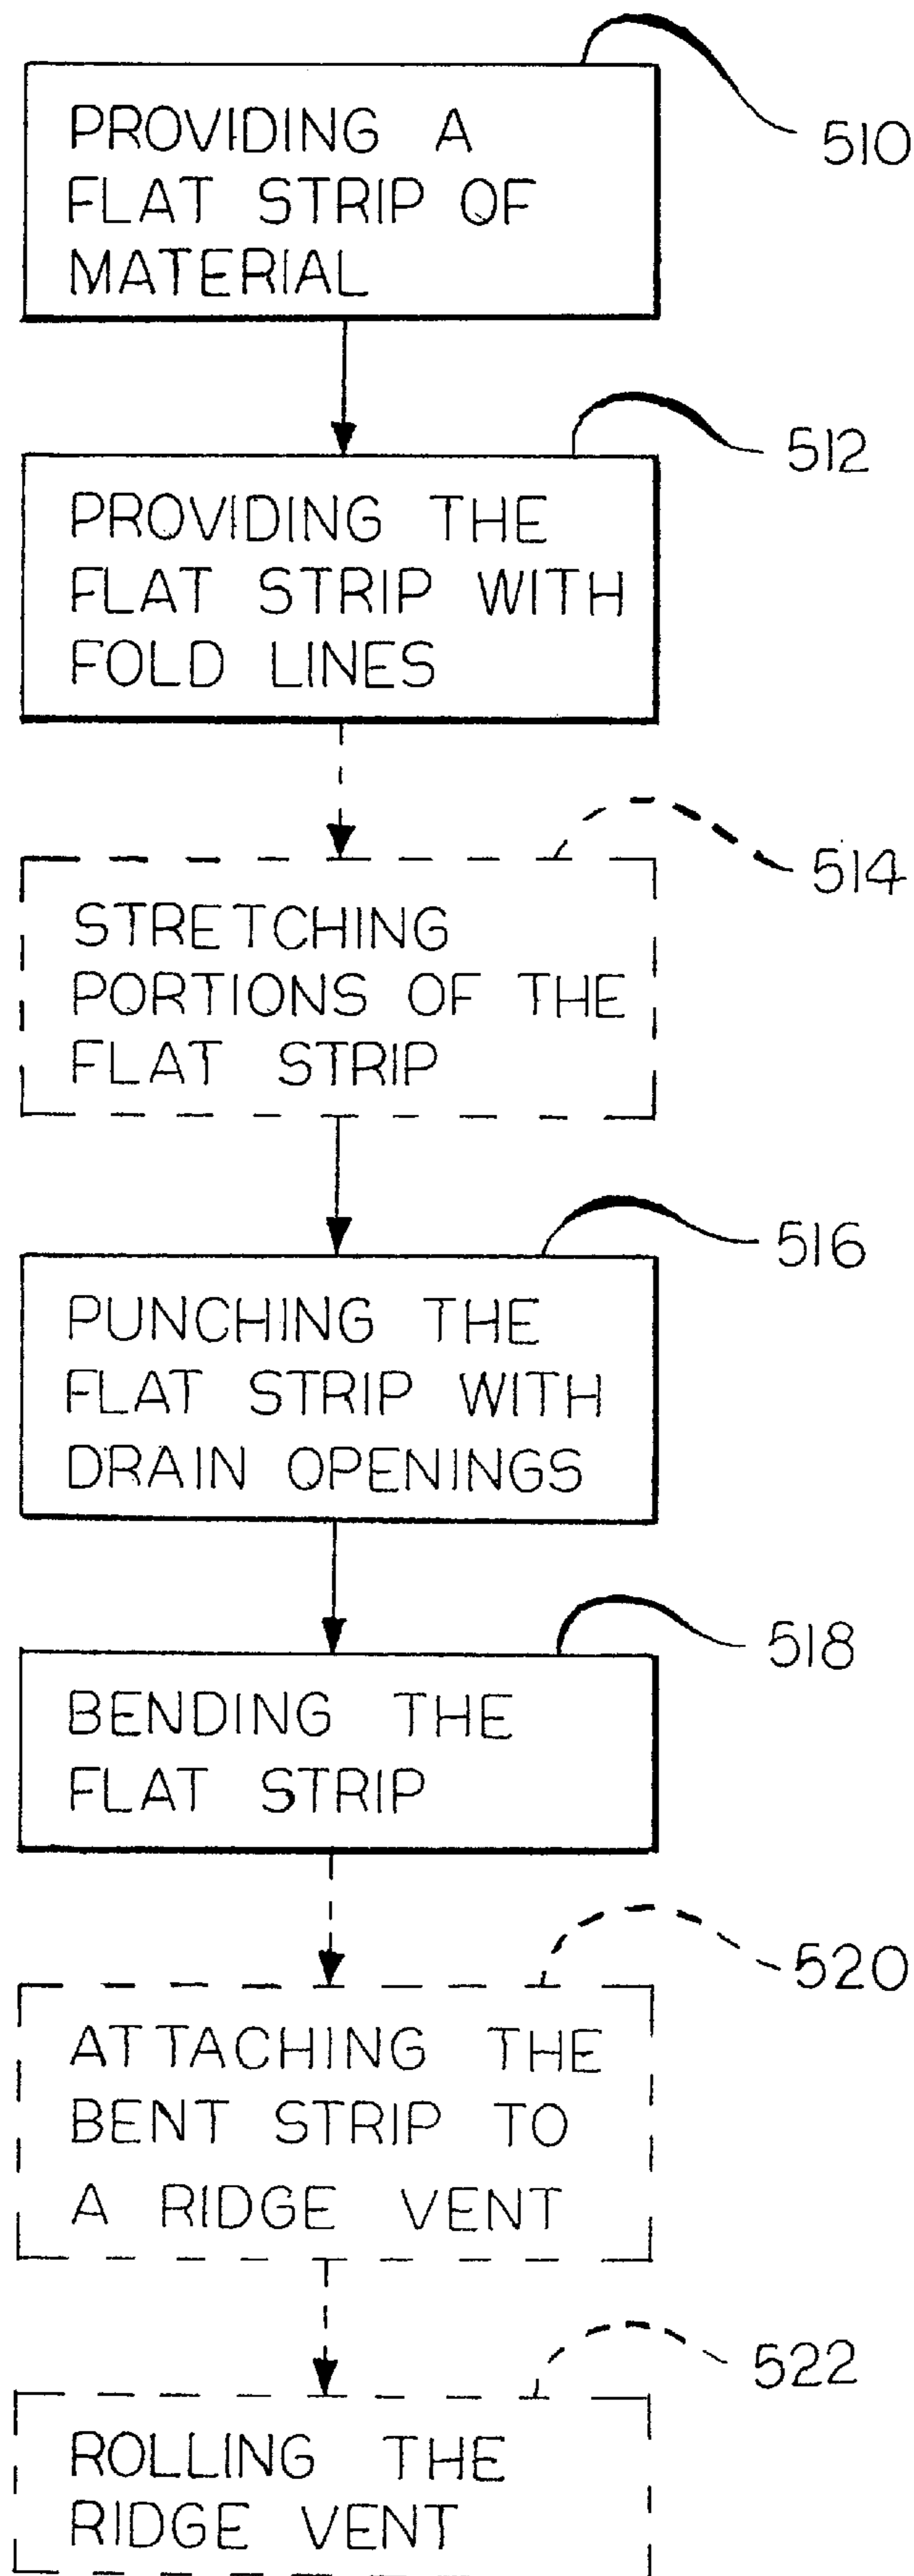 PROVIDING A
FLAT STRIP OF
MATERIAL
510
PROVIDING THE
FLAT STRIP WITH
FOLD LINES
512
STRETCHING
PORTIONS OF THE
FLAT STRIP
514
PUNCHING THE
FLAT STRIP WITH
DRAIN OPENINGS
516
BENDING THE
FLAT STRIP
518
ATTACHING THE
BENT STRIP TO
A RIDGE VENT
520
ROLLING THE
RIDGE VENT
522